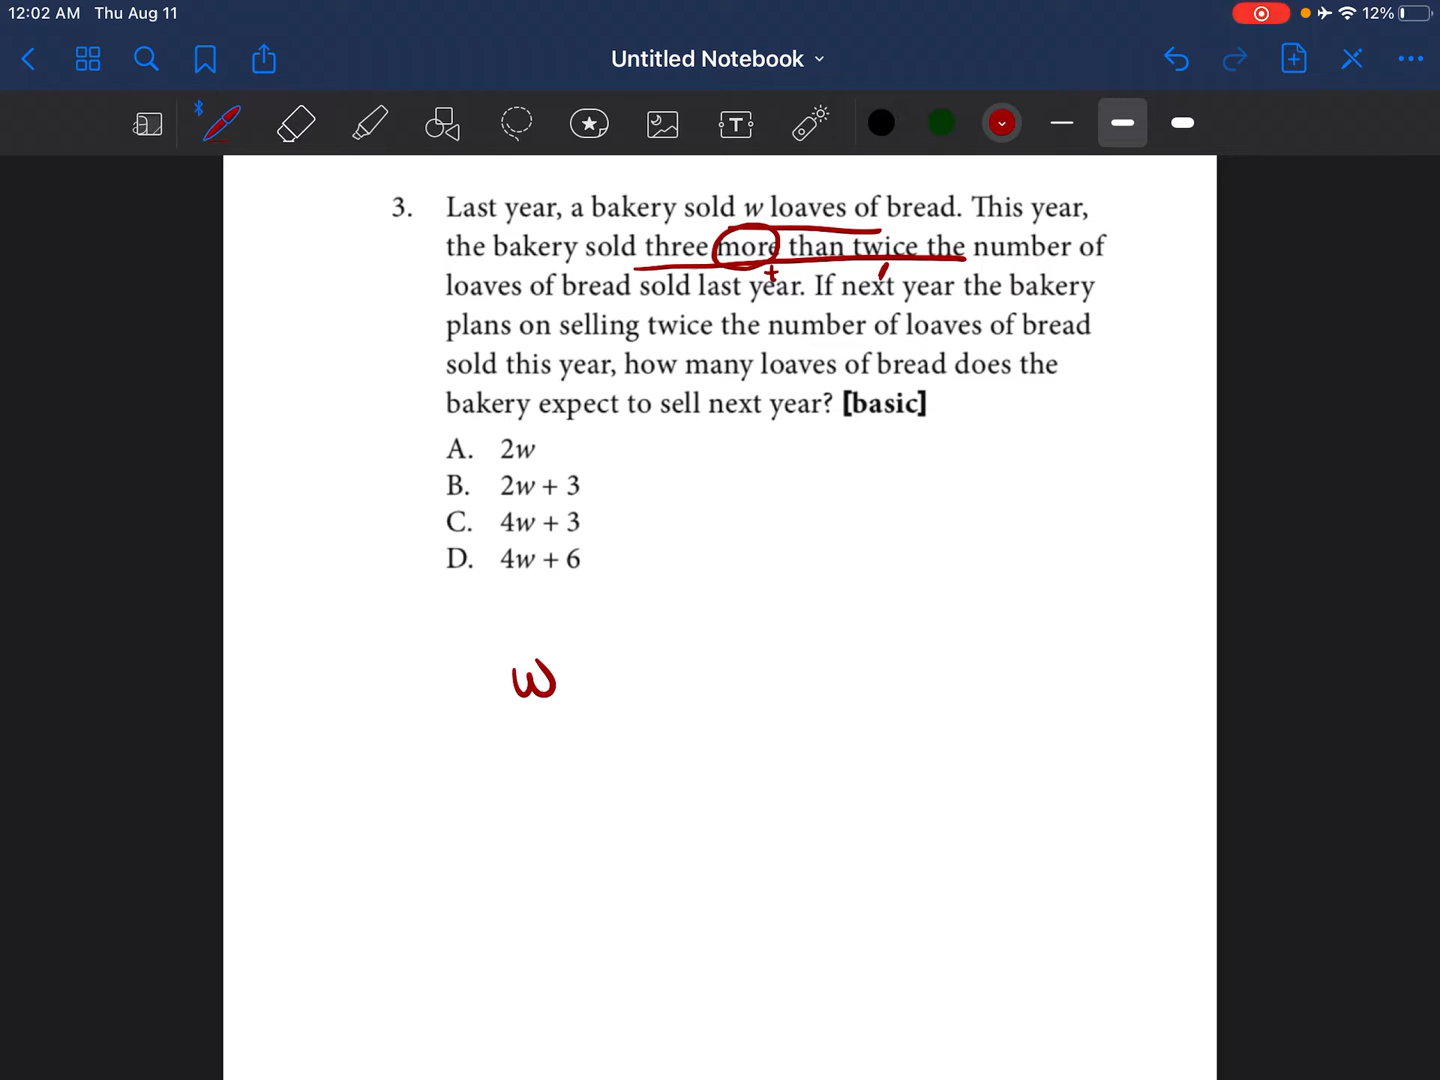 12:02 AM Thu Aug 11
12%
Untitled Notebook
T
3. Last year, a bakery sold w loaves of bread. This year,
the bakery sold three more than twice the number of
+
loaves of bread sold last year. If next year the bakery
plans on selling twice the number of loaves of bread
sold this year, how many loaves of bread does the
bakery expect to sell next year? [basic]
A. 2w
B. 2w + 3
C. 4w + 3
D. 4w + 6
w